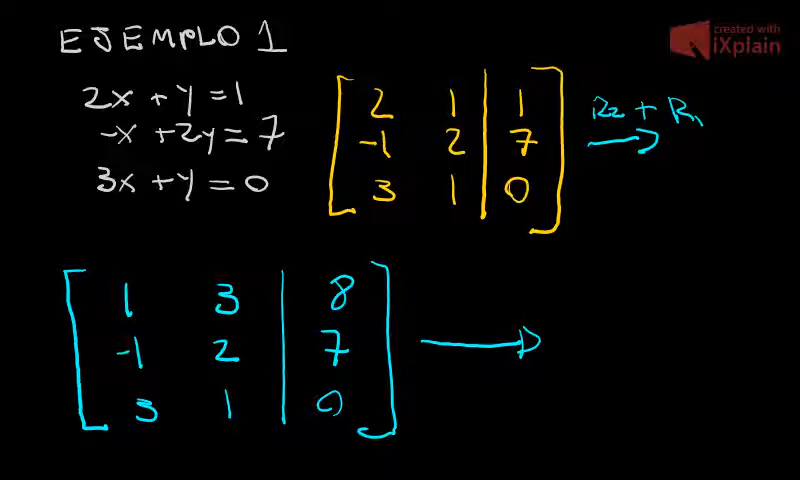 EJEMPLO 1
created with
iXplain
2x + y = 1
-x + 2y = 7
3x + y = 0
2 1 1
-1 2 7
3 1 0
R2 + R1
1 3 8
-1 2 7
3 1 0